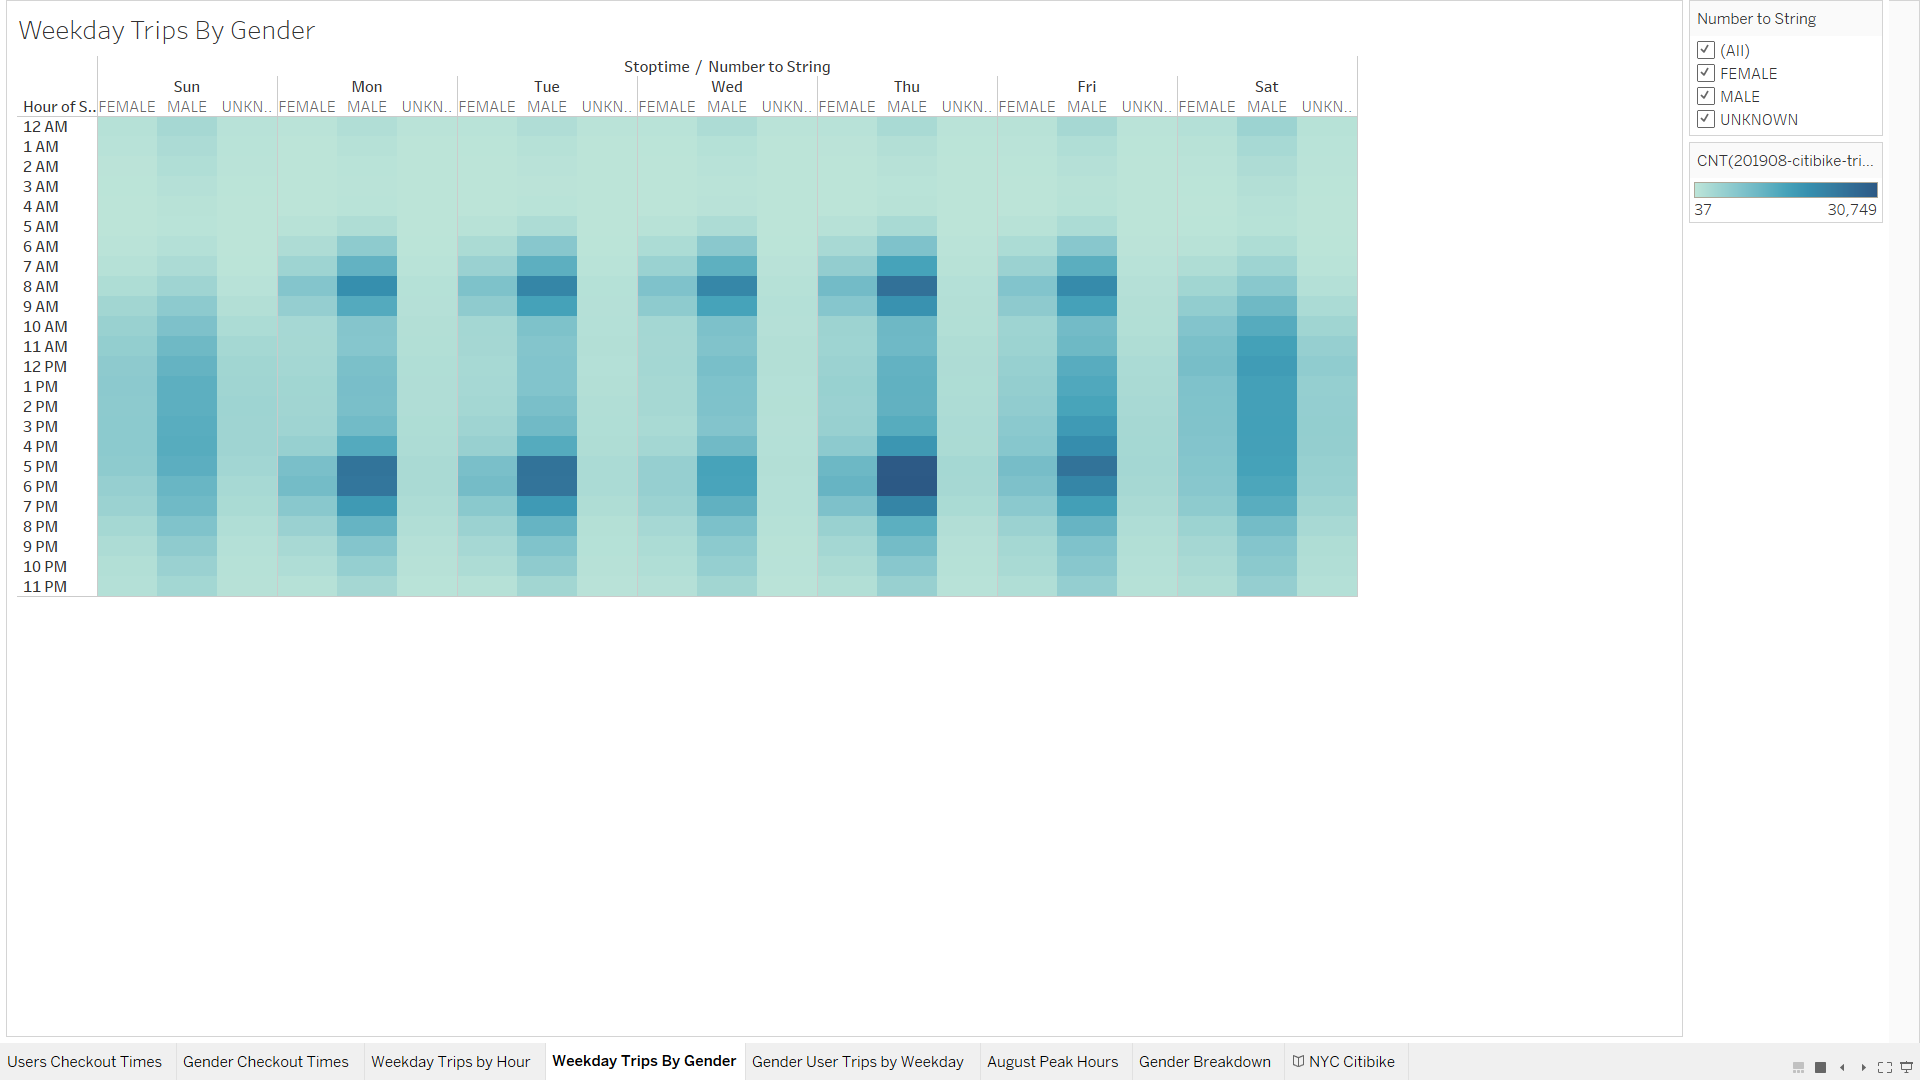 Weekday Trips By Gender
Stoptime / Number to String
Sun Mon Tue Wed Thu Fri Sat
Hour of S.. FEMALE MALE UNKN.. FEMALE MALE UNKN.. FEMALE MALE UNKN.. FEMALE MALE UNKN.. FEMALE MALE UNKN.. FEMALE MALE UNKN.. FEMALE MALE UNKN..
12 AM
1 AM
2 AM
3 AM
4 AM
5 AM
6 AM
7 AM
8 AM
9 AM
10 AM
11 AM
12 PM
1 PM
2 PM
3 PM
4 PM
5 PM
6 PM
7 PM
8 PM
9 PM
10 PM
11 PM
Number to String
(All)
FEMALE
MALE
UNKNOWN
CNT(201908-citibike-tri...
37 30,749
Users Checkout Times Gender Checkout Times Weekday Trips by Hour Weekday Trips By Gender Gender User Trips by Weekday August Peak Hours Gender Breakdown NYC Citibike